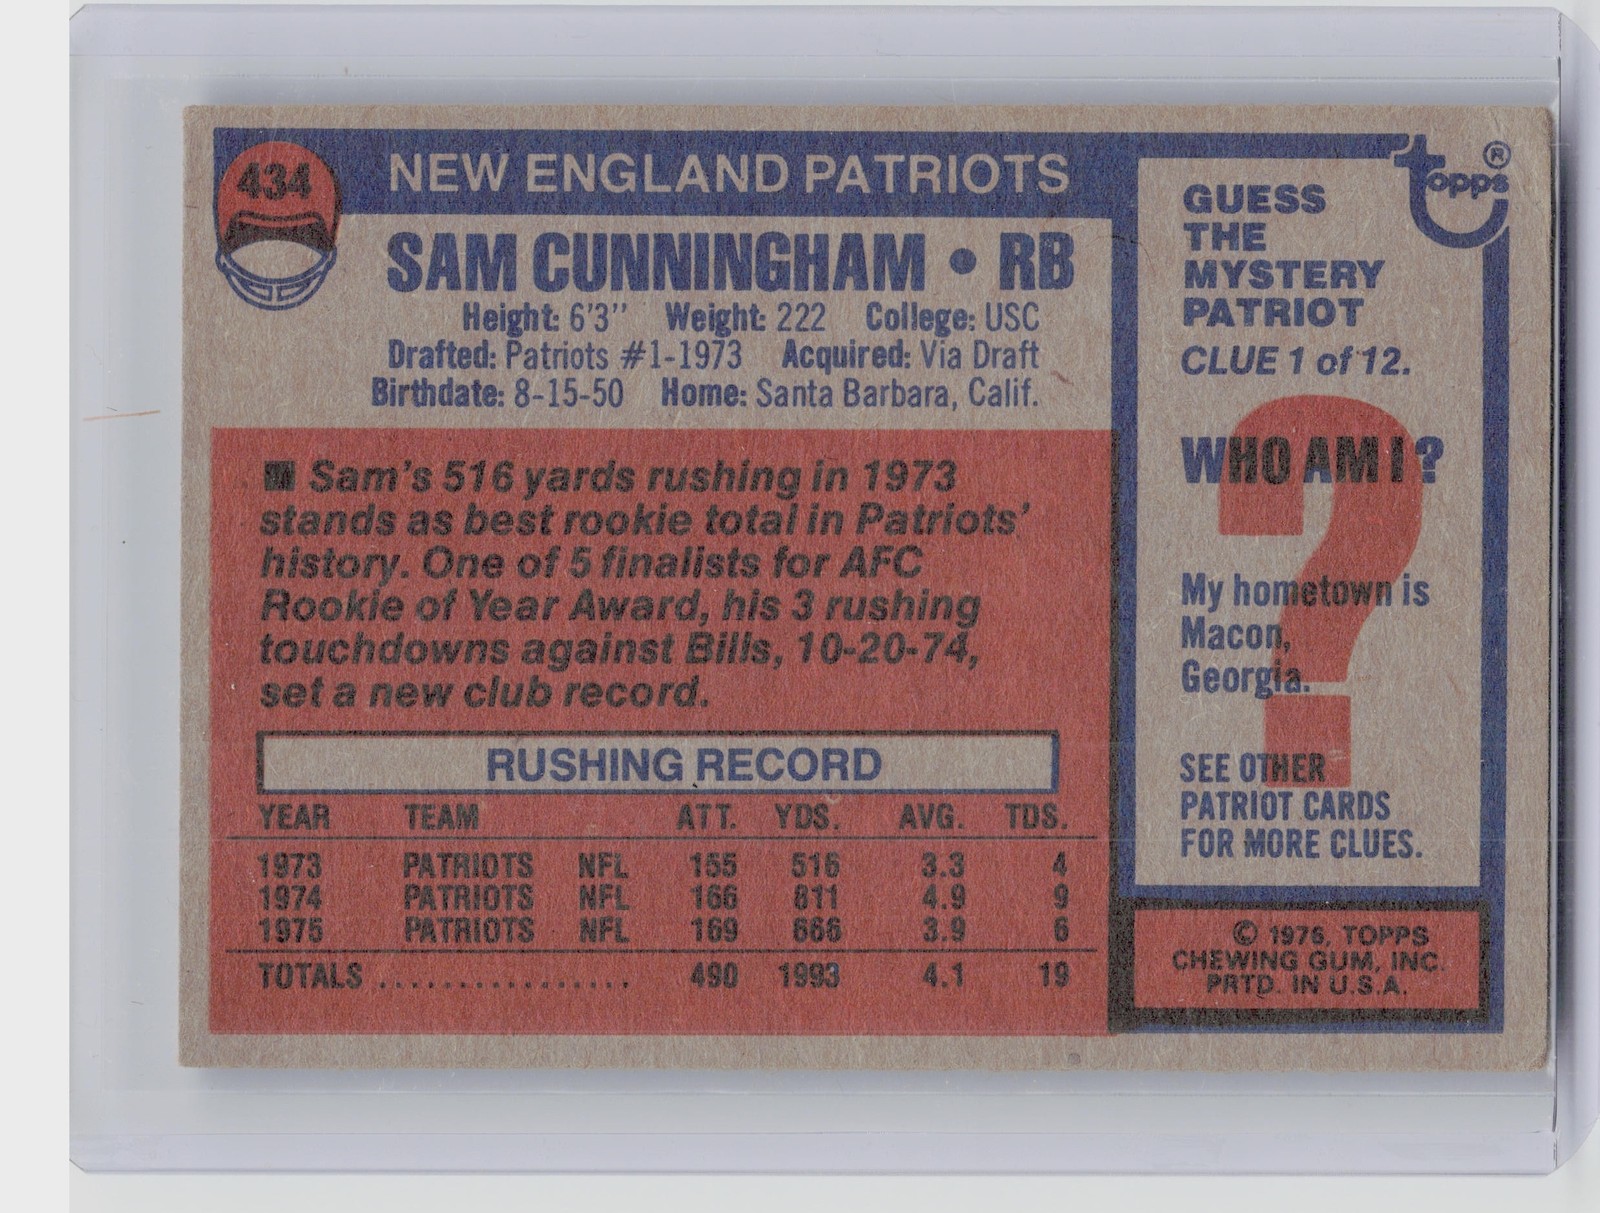 434
NEW ENGLAND PATRIOTS
SAM CUNNINGHAM • RB
Height: 6'3" Weight: 222 College: USC
Drafted: Patriots #1-1973 Acquired: Via Draft
Birthdate: 8-15-50 Home: Santa Barbara, Calif.
■ Sam's 516 yards rushing in 1973
stands as best rookie total in Patriots'
history. One of 5 finalists for AFC
Rookie of Year Award, his 3 rushing
touchdowns against Bills, 10-20-74,
set a new club record.
RUSHING RECORD
YEAR TEAM ATT. YDS. AVG. TDS.
1973 PATRIOTS NFL 155 516 3.3 4
1974 PATRIOTS NFL 166 811 4.9 9
1975 PATRIOTS NFL 169 666 3.9 6
TOTALS ................ 490 1993 4.1 19
topps ®
GUESS
THE
MYSTERY
PATRIOT
CLUE 1 of 12.
WHO AM I ?
?
My hometown is
Macon,
Georgia.
SEE OTHER
PATRIOT CARDS
FOR MORE CLUES.
© 1976, TOPPS
CHEWING GUM, INC.
PRTD. IN U.S.A.